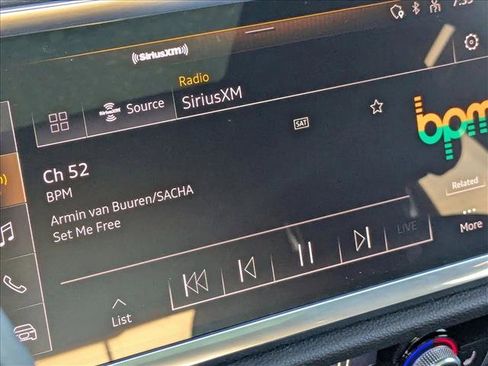 ((SiriusXM))
Radio
SiriusXM
Source
SAT
bpm
Ch 52
BPM
Armin van Buuren/SACHA
Set Me Free
Related
LIVE
More
List